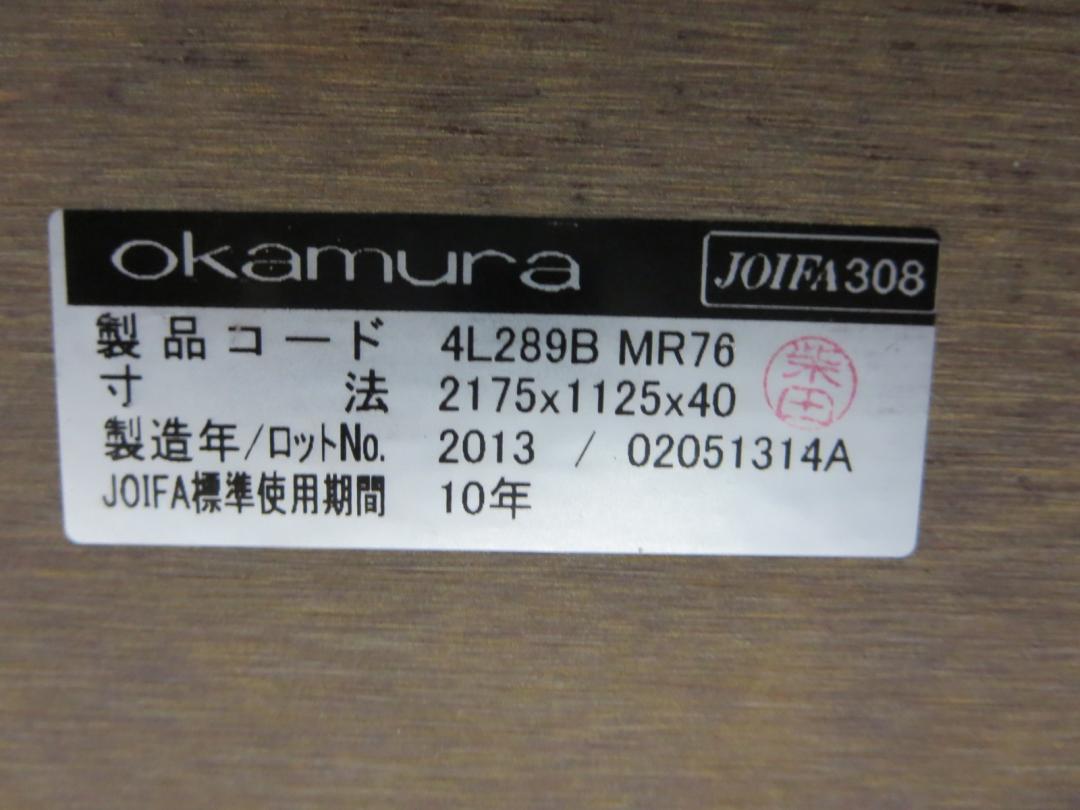 okamura JOIFA308
製品コード 4L289B MR76
寸法 2175x1125x40
柴田
製造年/ロットNo. 2013 / 02051314A
JOIFA標準使用期間 10年